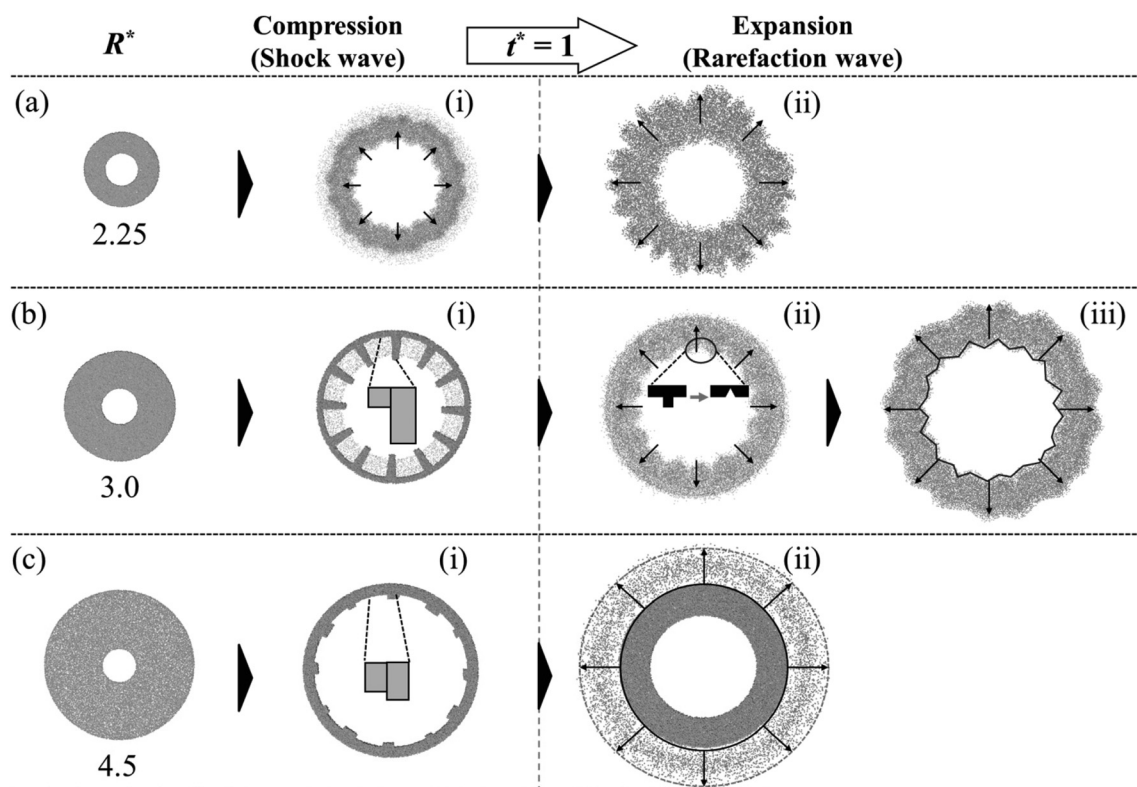 R* Compression (Shock wave) t* = 1 Expansion (Rarefaction wave)
(a) (i) (ii)
2.25
(b) (i) (ii) (iii)
3.0
(c) (i) (ii)
4.5